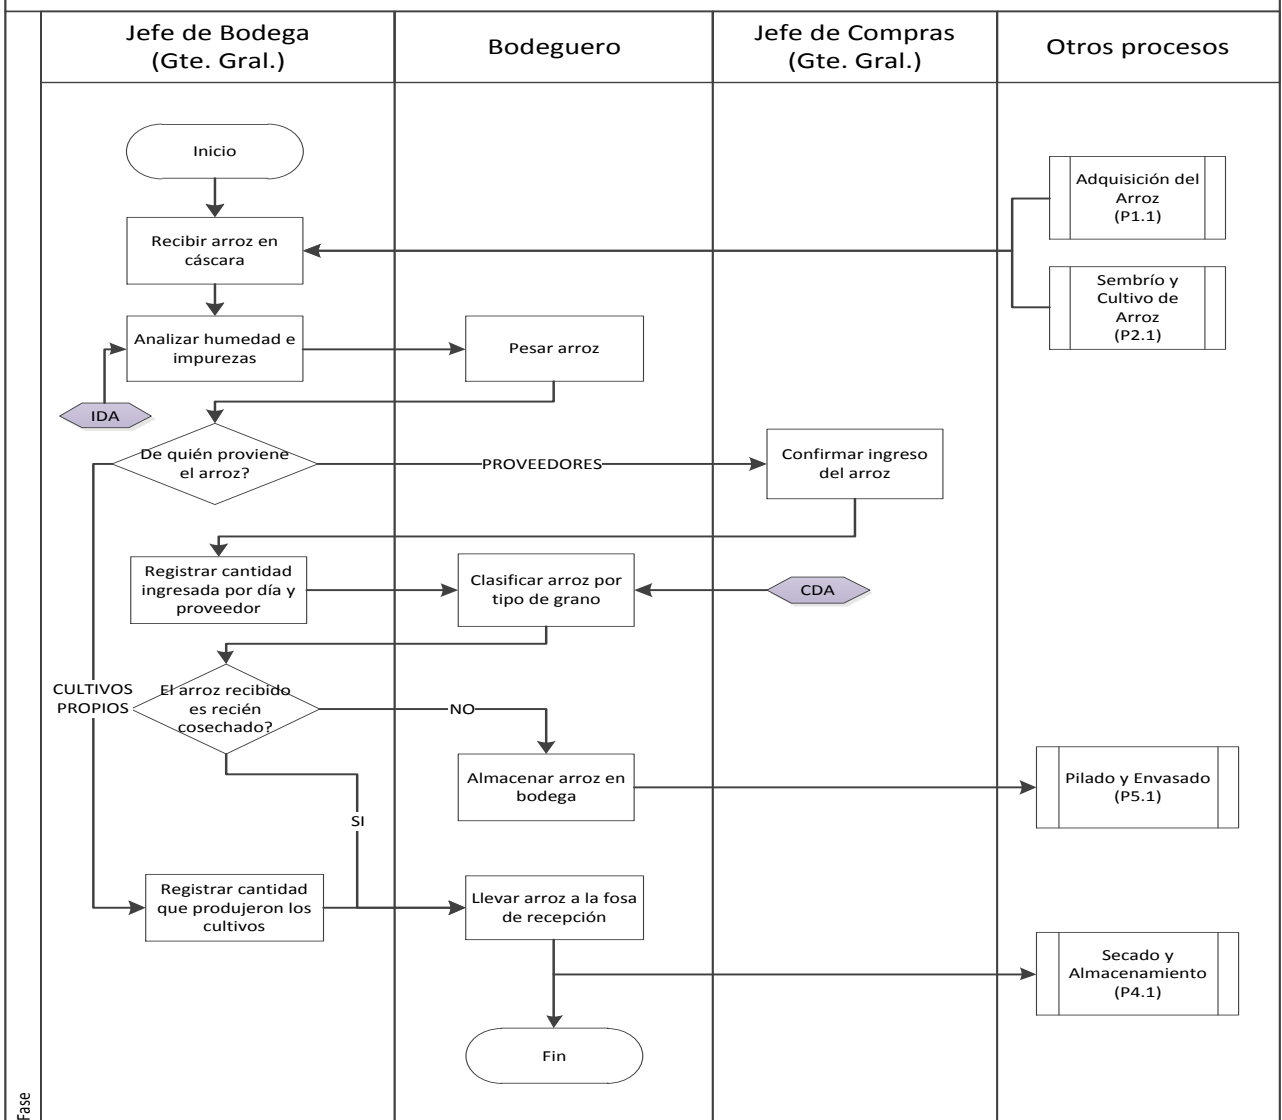 Jefe de Bodega
(Gte. Gral.)
Bodeguero
Jefe de Compras
(Gte. Gral.)
Otros procesos
Inicio
Adquisición del
Arroz
(P1.1)
Recibir arroz en
cáscara
Sembrío y
Cultivo de
Arroz
(P2.1)
Analizar humedad e
impurezas
Pesar arroz
IDA
De quién proviene
el arroz?
PROVEEDORES
Confirmar ingreso
del arroz
Registrar cantidad
ingresada por día y
proveedor
Clasificar arroz por
tipo de grano
CDA
CULTIVOS
PROPIOS
El arroz recibido
es recién
cosechado?
NO
Almacenar arroz en
bodega
Pilado y Envasado
(P5.1)
SI
Registrar cantidad
que produjeron los
cultivos
Llevar arroz a la fosa
de recepción
Secado y
Almacenamiento
(P4.1)
Fin
Fase